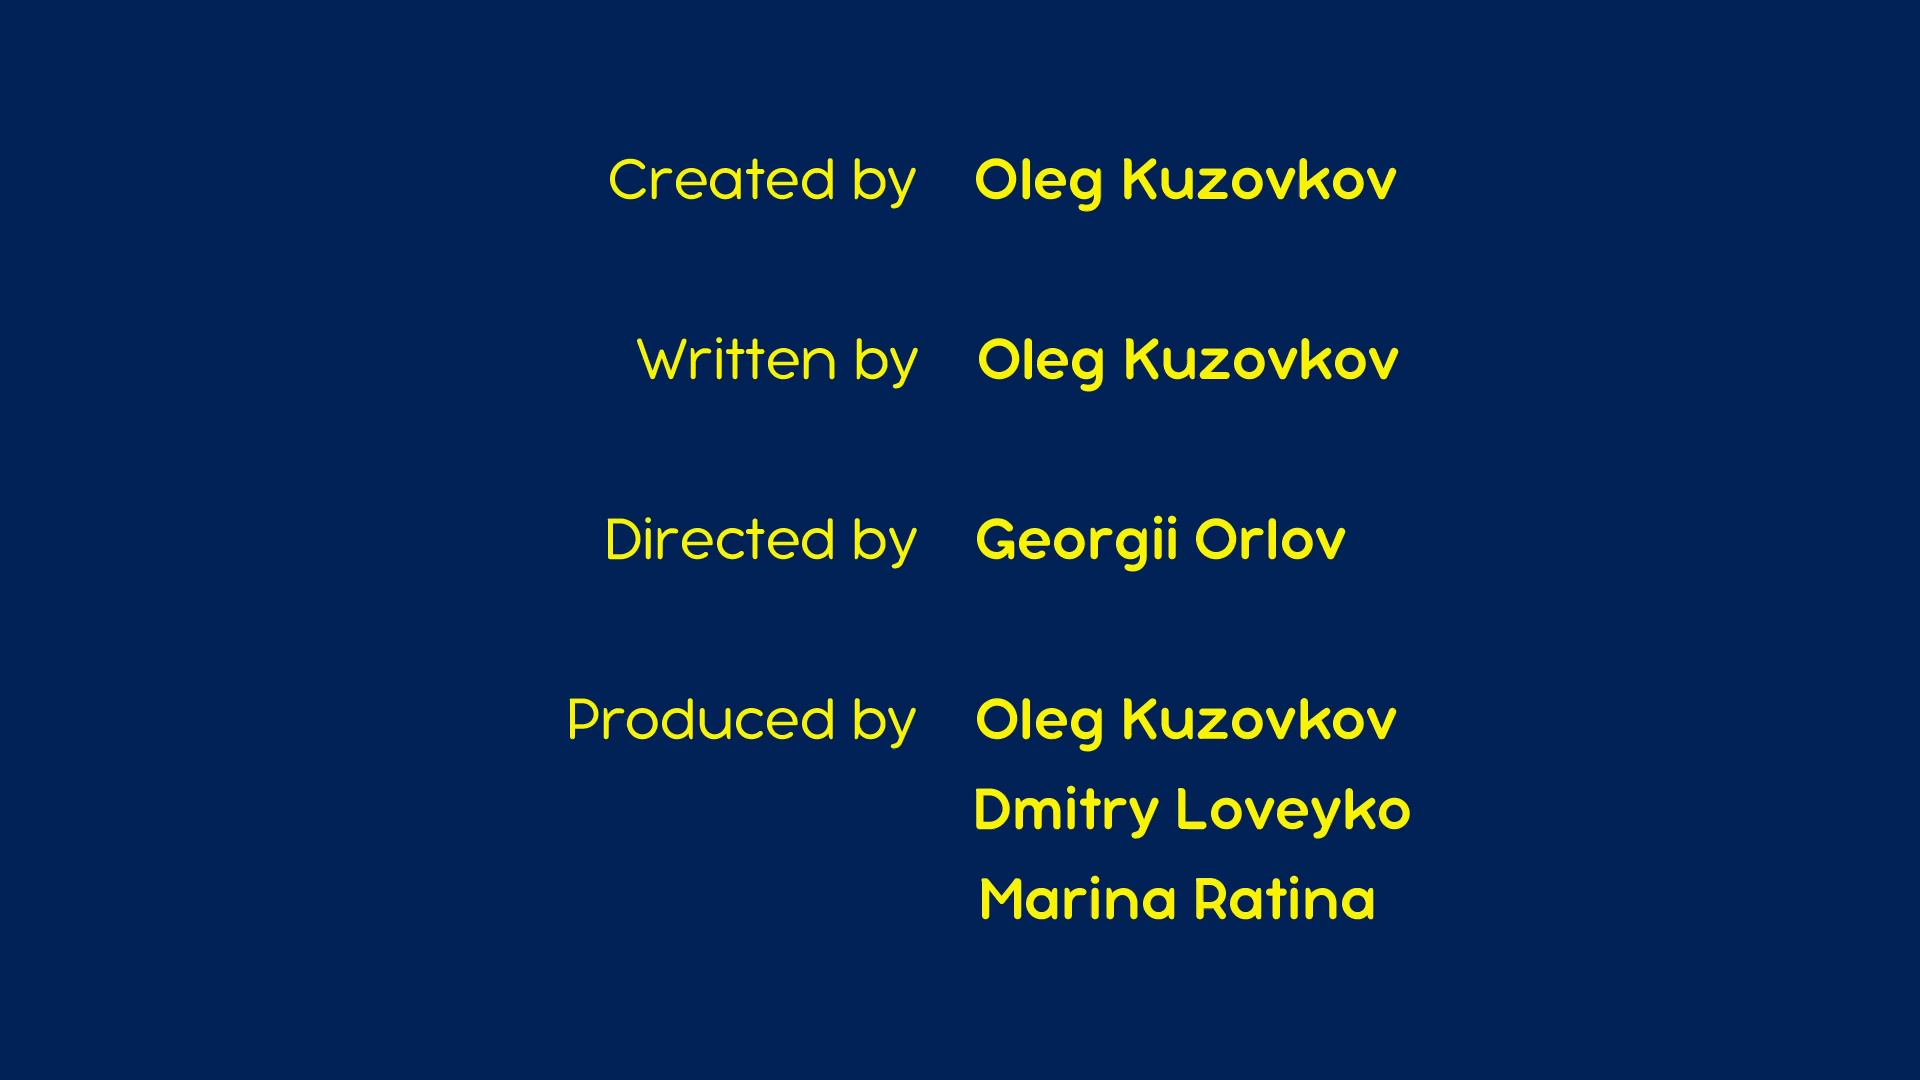 Created by Oleg Kuzovkov
Written by Oleg Kuzovkov
Directed by Georgii Orlov
Produced by Oleg Kuzovkov
Dmitry Loveyko
Marina Ratina